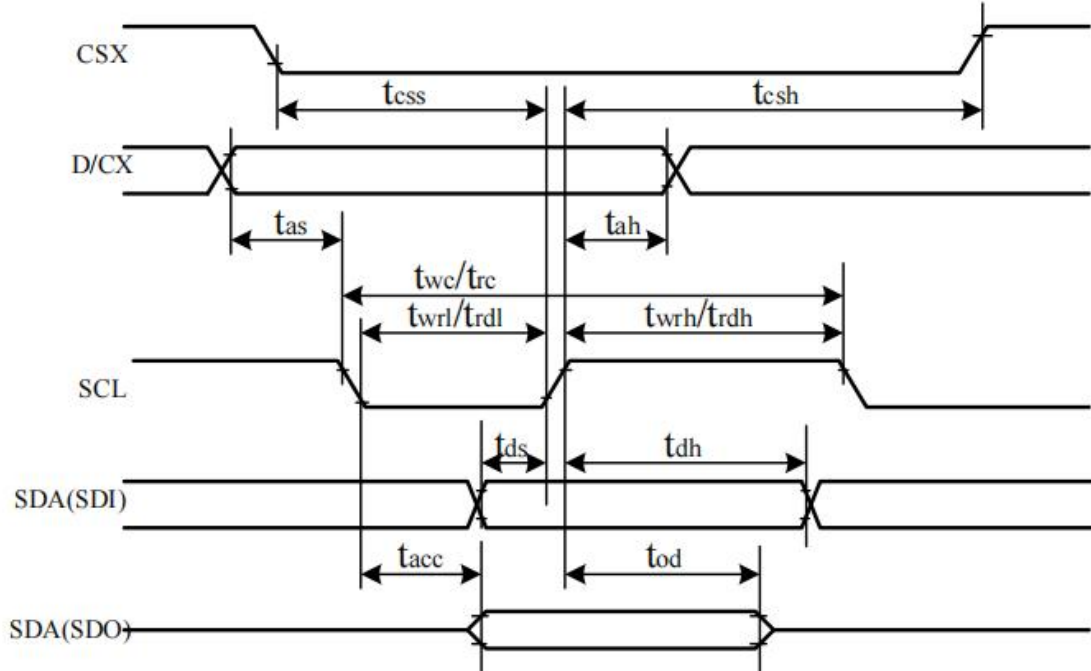 CSX
tcss
tcsh
D/CX
tas
tah
twc/trc
twrl/trdl
twrh/trdh
SCL
tds
tdh
SDA(SDI)
tacc
tod
SDA(SDO)